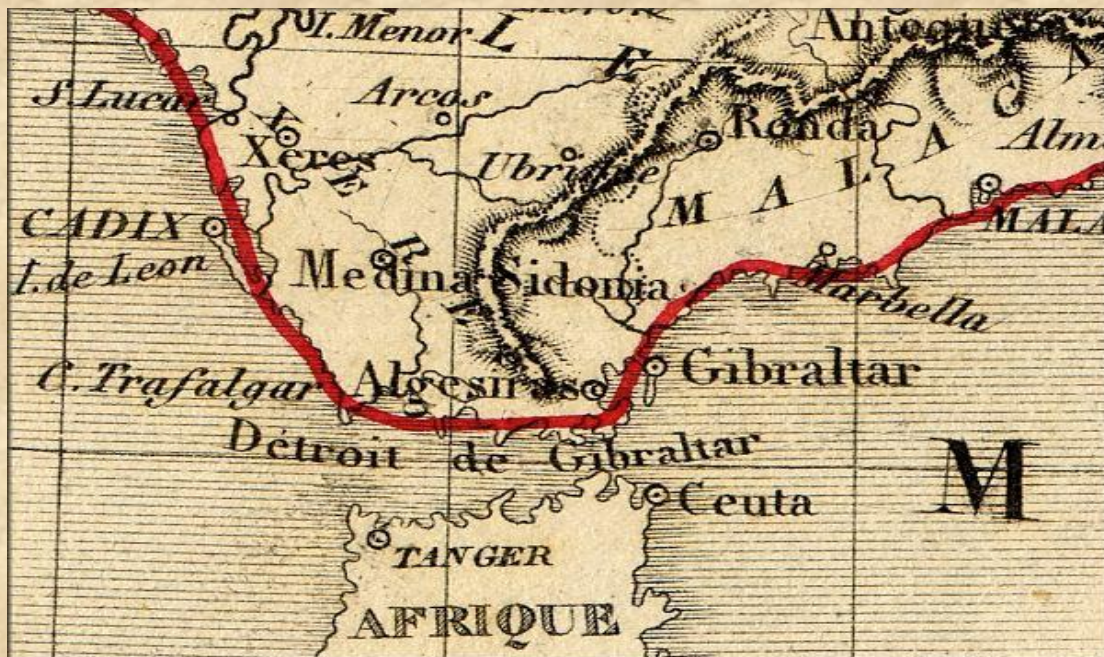 I. Menor
L
E
S. Lucar
Arcos
Ronda
Xeres
X
E
R
E
Ubrique
Alm
M A L A G
CADIX
I. de Leon
Medina Sidonia
MALA
Marbella
C. Trafalgar
Algesiras
Gibraltar
Détroit de Gibraltar
M
Ceuta
TANGER
AFRIQUE